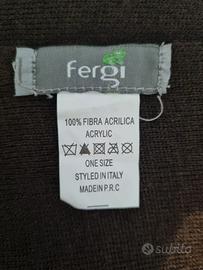 fergi
100% FIBRA ACRILICA
ACRYLIC
ONE SIZE
STYLED IN ITALY
MADE IN P.R.C
subito